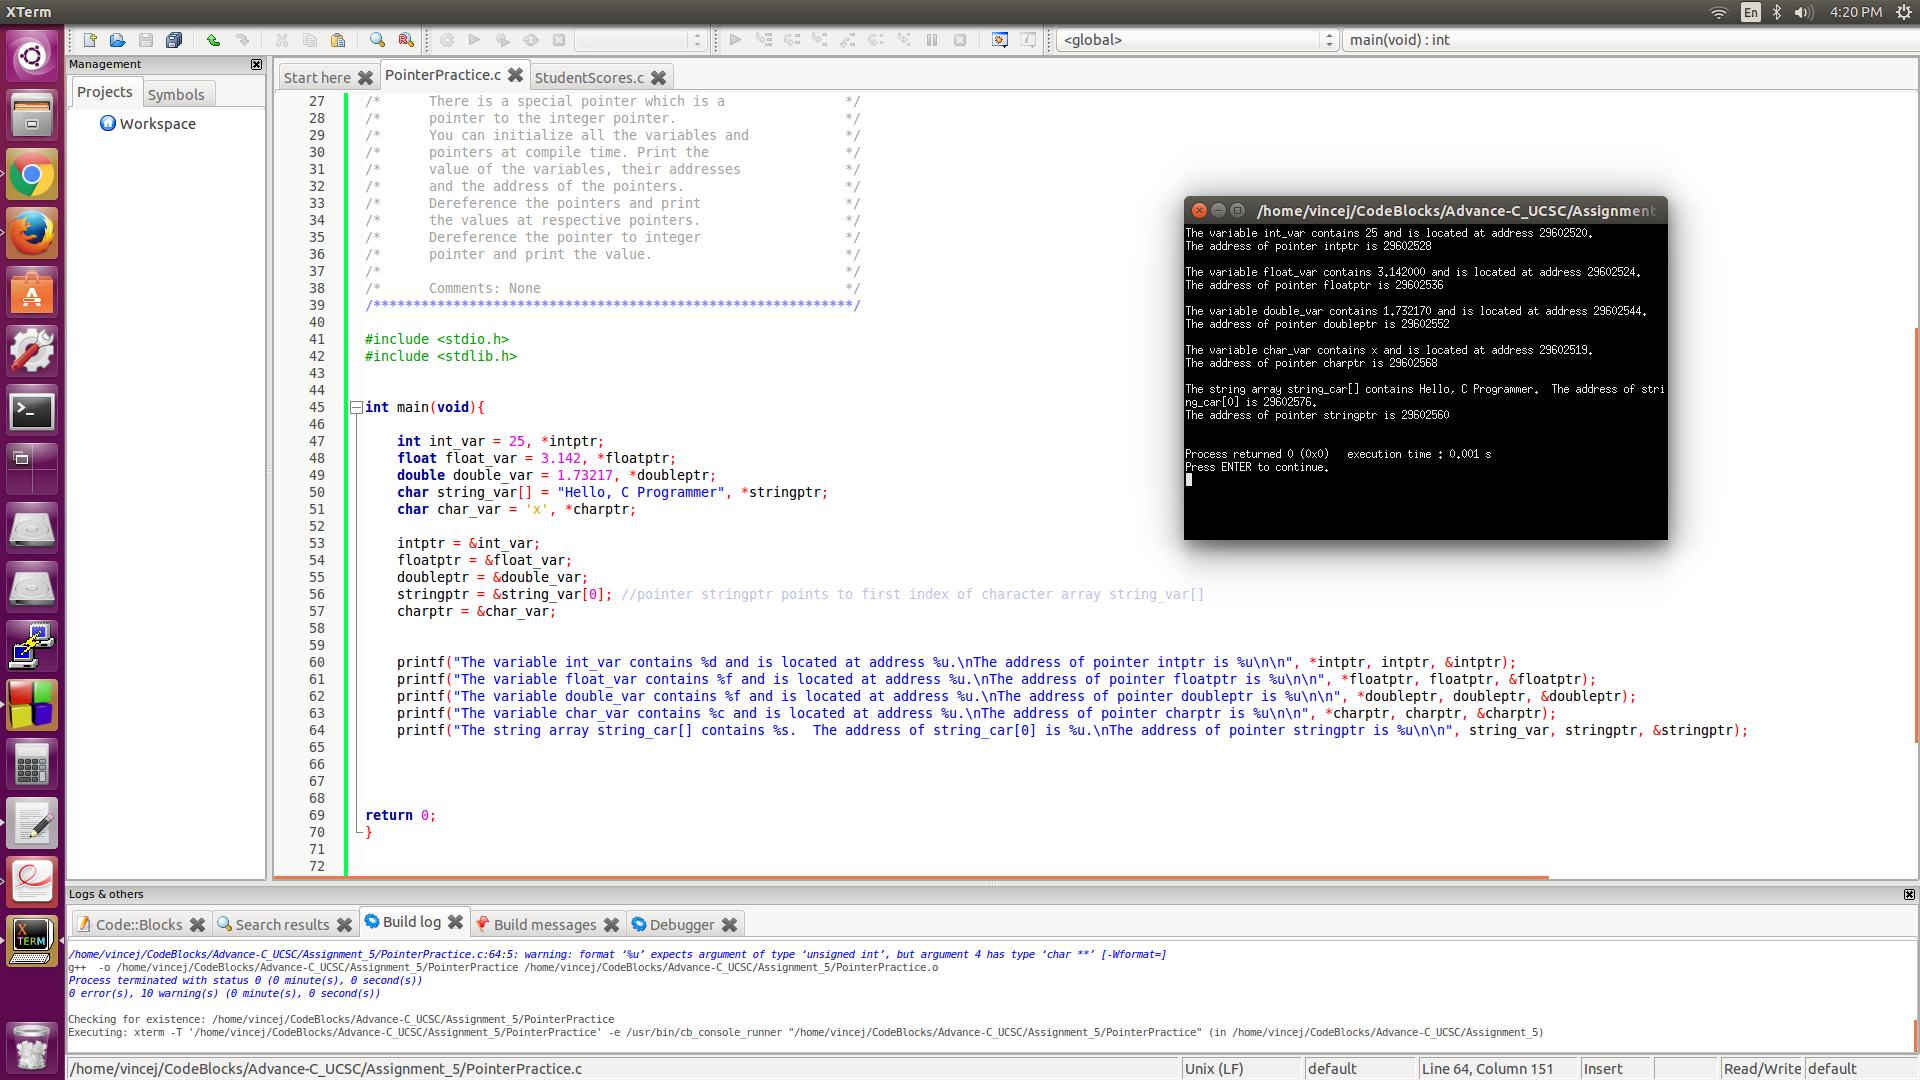 XTerm
En
4:20 PM
<global>
main(void) : int
Management
Projects
Symbols
Workspace
Start here
PointerPractice.c
StudentScores.c
27 /* There is a special pointer which is a */
28 /* pointer to the integer pointer. */
29 /* You can initialize all the variables and */
30 /* pointers at compile time. Print the */
31 /* value of the variables, their addresses */
32 /* and the address of the pointers. */
33 /* Dereference the pointers and print */
34 /* the values at respective pointers. */
35 /* Dereference the pointer to integer */
36 /* pointer and print the value. */
37 /* */
38 /* Comments: None */
39 /************************************************************/
40
41 #include <stdio.h>
42 #include <stdlib.h>
43
44
45 int main(void){
46
47 int int_var = 25, *intptr;
48 float float_var = 3.142, *floatptr;
49 double double_var = 1.73217, *doubleptr;
50 char string_var[] = "Hello, C Programmer", *stringptr;
51 char char_var = 'x', *charptr;
52
53 intptr = &int_var;
54 floatptr = &float_var;
55 doubleptr = &double_var;
56 stringptr = &string_var[0]; //pointer stringptr points to first index of character array string_var[]
57 charptr = &char_var;
58
59
60 printf("The variable int_var contains %d and is located at address %u.\nThe address of pointer intptr is %u\n\n", *intptr, intptr, &intptr);
61 printf("The variable float_var contains %f and is located at address %u.\nThe address of pointer floatptr is %u\n\n", *floatptr, floatptr, &floatptr);
62 printf("The variable double_var contains %f and is located at address %u.\nThe address of pointer doubleptr is %u\n\n", *doubleptr, doubleptr, &doubleptr);
63 printf("The variable char_var contains %c and is located at address %u.\nThe address of pointer charptr is %u\n\n", *charptr, charptr, &charptr);
64 printf("The string array string_car[] contains %s.  The address of string_car[0] is %u.\nThe address of pointer stringptr is %u\n\n", string_var, stringptr, &stringptr);
65
66
67
68
69 return 0;
70 }
71
72
/home/vincej/CodeBlocks/Advance-C_UCSC/Assignment_
The variable int_var contains 25 and is located at address 29602520.
The address of pointer intptr is 29602528
The variable float_var contains 3.142000 and is located at address 29602524.
The address of pointer floatptr is 29602536
The variable double_var contains 1.732170 and is located at address 29602544.
The address of pointer doubleptr is 29602552
The variable char_var contains x and is located at address 29602519.
The address of pointer charptr is 29602568
The string array string_car[] contains Hello, C Programmer.  The address of stri
ng_car[0] is 29602576.
The address of pointer stringptr is 29602560
Process returned 0 (0x0)   execution time : 0.001 s
Press ENTER to continue.
Logs & others
Code::Blocks
Search results
Build log
Build messages
Debugger
/home/vincej/CodeBlocks/Advance-C_UCSC/Assignment_5/PointerPractice.c:64:5: warning: format ‘%u’ expects argument of type ‘unsigned int’, but argument 4 has type ‘char **’ [-Wformat=]
g++  -o /home/vincej/CodeBlocks/Advance-C_UCSC/Assignment_5/PointerPractice /home/vincej/CodeBlocks/Advance-C_UCSC/Assignment_5/PointerPractice.o
Process terminated with status 0 (0 minute(s), 0 second(s))
0 error(s), 10 warning(s) (0 minute(s), 0 second(s))
Checking for existence: /home/vincej/CodeBlocks/Advance-C_UCSC/Assignment_5/PointerPractice
Executing: xterm -T '/home/vincej/CodeBlocks/Advance-C_UCSC/Assignment_5/PointerPractice' -e /usr/bin/cb_console_runner "/home/vincej/CodeBlocks/Advance-C_UCSC/Assignment_5/PointerPractice" (in /home/vincej/CodeBlocks/Advance-C_UCSC/Assignment_5)
/home/vincej/CodeBlocks/Advance-C_UCSC/Assignment_5/PointerPractice.c
Unix (LF)
default
Line 64, Column 151
Insert
Read/Write
default
X
TERM